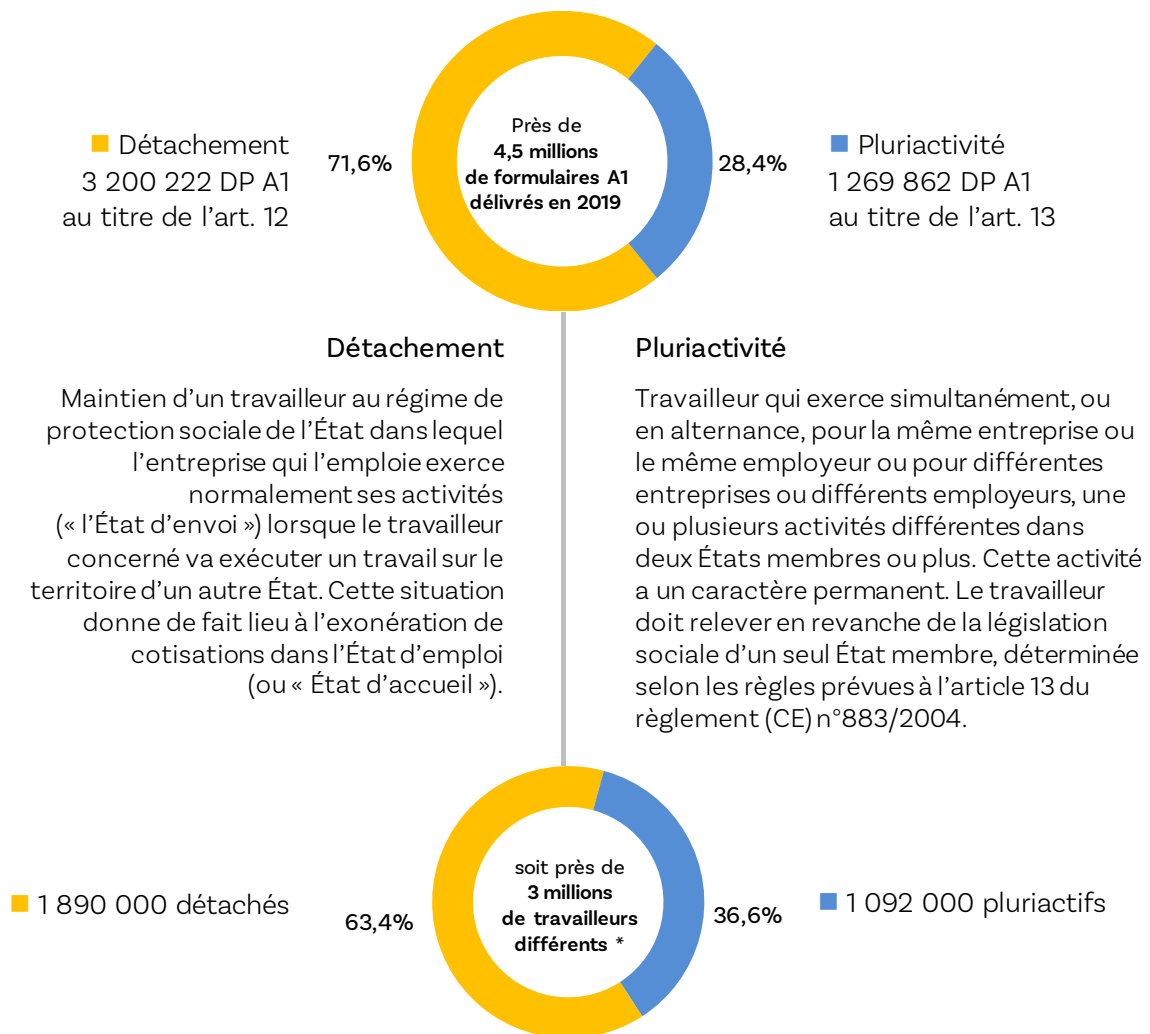 Près de
4,5 millions
de formulaires A1
délivrés en 2019
■ Détachement
3 200 222 DP A1
au titre de l'art. 12
71,6%
28,4%
■ Pluriactivité
1 269 862 DP A1
au titre de l'art. 13
Détachement
Maintien d'un travailleur au régime de
protection sociale de l'État dans lequel
l'entreprise qui l'emploie exerce
normalement ses activités
(« l'État d'envoi ») lorsque le travailleur
concerné va exécuter un travail sur le
territoire d'un autre État. Cette situation
donne de fait lieu à l'exonération de
cotisations dans l'État d'emploi
(ou « État d'accueil »).
Pluriactivité
Travailleur qui exerce simultanément, ou
en alternance, pour la même entreprise ou
le même employeur ou pour différentes
entreprises ou différents employeurs, une
ou plusieurs activités différentes dans
deux États membres ou plus. Cette activité
a un caractère permanent. Le travailleur
doit relever en revanche de la législation
sociale d'un seul État membre, déterminée
selon les règles prévues à l'article 13 du
règlement (CE) n°883/2004.
soit près de
3 millions
de travailleurs
différents *
■ 1 890 000 détachés
63,4%
36,6%
■ 1 092 000 pluriactifs